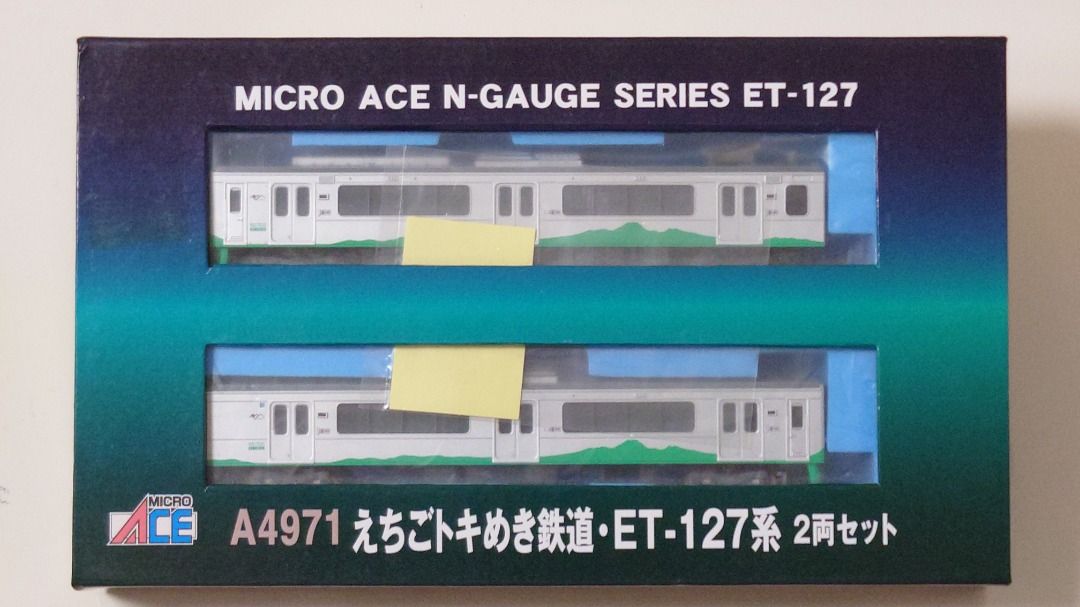 MICRO ACE N-GAUGE SERIES ET-127
MICRO ACE
A4971 えちごトキめき鉄道・ET-127系 2両セット